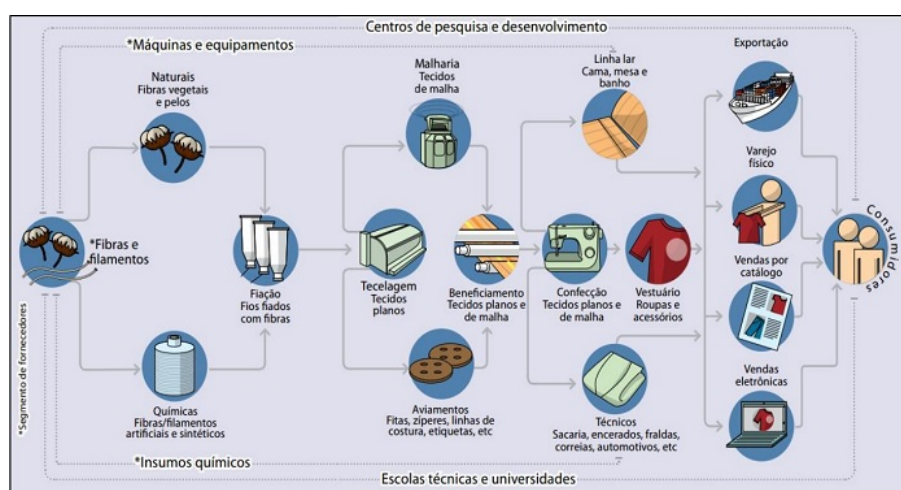 Centros de pesquisa e desenvolvimento
*Máquinas e equipamentos
Exportação
Naturais
Fibras vegetais
e pelos
Malharia
Tecidos
de malha
Linha lar
Cama, mesa e
banho
Varejo
físico
*Fibras e
filamentos
Fiação
Fios fiados
com fibras
Tecelagem
Tecidos
planos
Beneficiamento
Tecidos planos e
de malha
Confecção
Tecidos planos e
de malha
Vestuário
Roupas e
acessórios
Vendas por
catálogo
Consumidores
Químicas
Fibras/filamentos
artificiais e sintéticos
Aviamentos
Fitas, zíperes, linhas de
costura, etiquetas, etc
Técnicos
Sacaria, encerados, fraldas,
correias, automotivos, etc
Vendas
eletrônicas
*Segmento de fornecedores
*Insumos químicos
Escolas técnicas e universidades